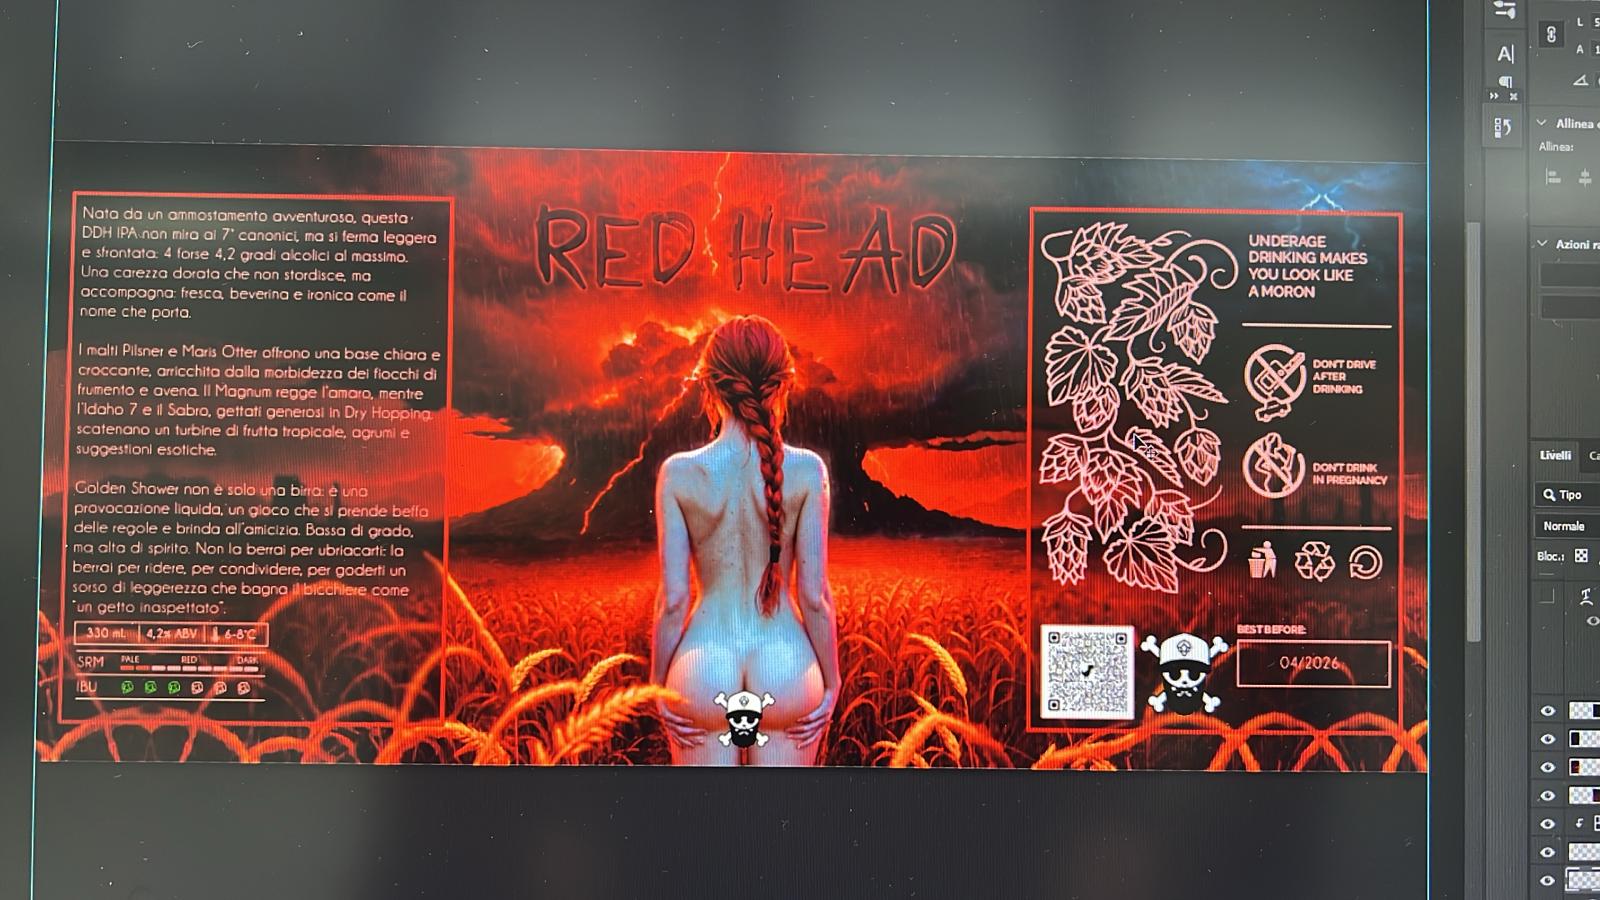 Nata da un ammostamento avventuroso, questa
DDH IPA non mira ai 7° canonici, ma si ferma leggera
e sfrontata: 4 forse 4,2 gradi alcolici al massimo.
Una carezza dorata che non stordisce, ma
accompagna: fresca, beverina e ironica come il
nome che porta.
I malti Pilsner e Maris Otter offrono una base chiara e
croccante, arricchita dalla morbidezza dei fiocchi di
frumento e avena. Il Magnum regge l'amaro, mentre
l'Idaho 7 e il Sabro, gettati generosi in Dry Hopping,
scatenano un turbine di frutta tropicale, agrumi e
suggestioni esotiche.
Golden Shower non è solo una birra: è una
provocazione liquida, un gioco che si prende beffa
delle regole e brinda all'amicizia. Bassa di grado,
ma alta di spirito. Non la berrai per ubriacarti: la
berrai per ridere, per condividere, per goderti un
sorso di leggerezza che bagna il bicchiere come
"un getto inaspettato".
330 mL 4,2% ABV 6-8°C
SRM PALE RED DARK
IBU
RED HEAD
UNDERAGE
DRINKING MAKES
YOU LOOK LIKE
A MORON
DON'T DRIVE
AFTER
DRINKING
DON'T DRINK
IN PREGNANCY
BEST BEFORE:
04/2026
A
L
A
Allinea
Allinea:
Azioni ra
Livelli
Tipo
Normale
Bloc.: